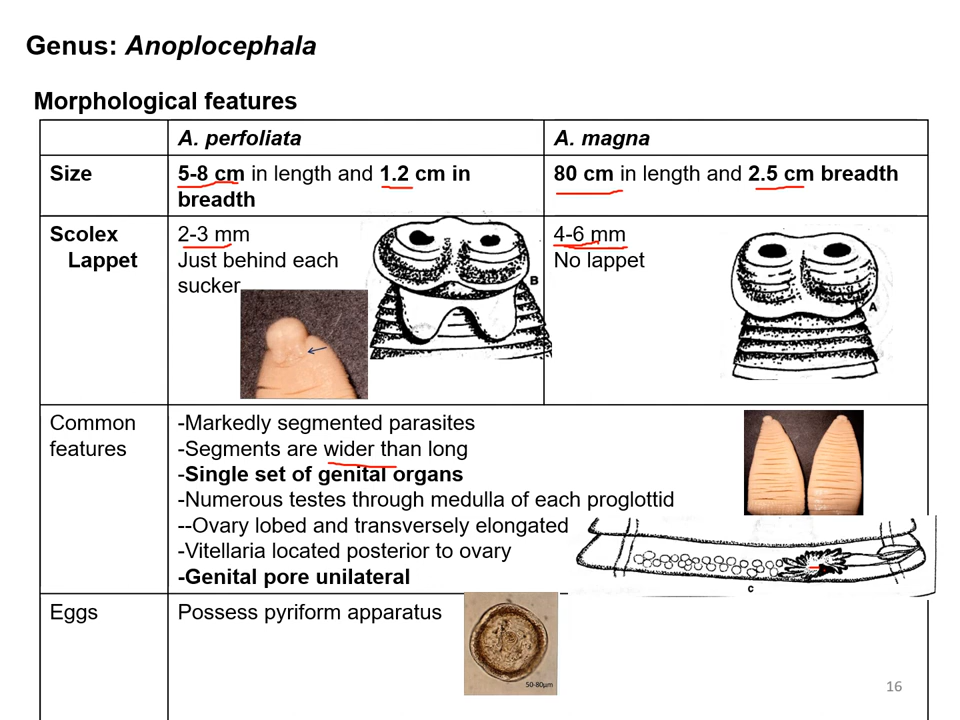 Genus: Anoplocephala
Morphological features
A. perfoliata
A. magna
Size
5-8 cm in length and 1.2 cm in
breadth
80 cm in length and 2.5 cm breadth
Scolex
Lappet
2-3 mm
Just behind each
sucker
B
4-6 mm
No lappet
A
Common
features
-Markedly segmented parasites
-Segments are wider than long
-Single set of genital organs
-Numerous testes through medulla of each proglottid
--Ovary lobed and transversely elongated
-Vitellaria located posterior to ovary
-Genital pore unilateral
C
Eggs
Possess pyriform apparatus
50-80µm
16